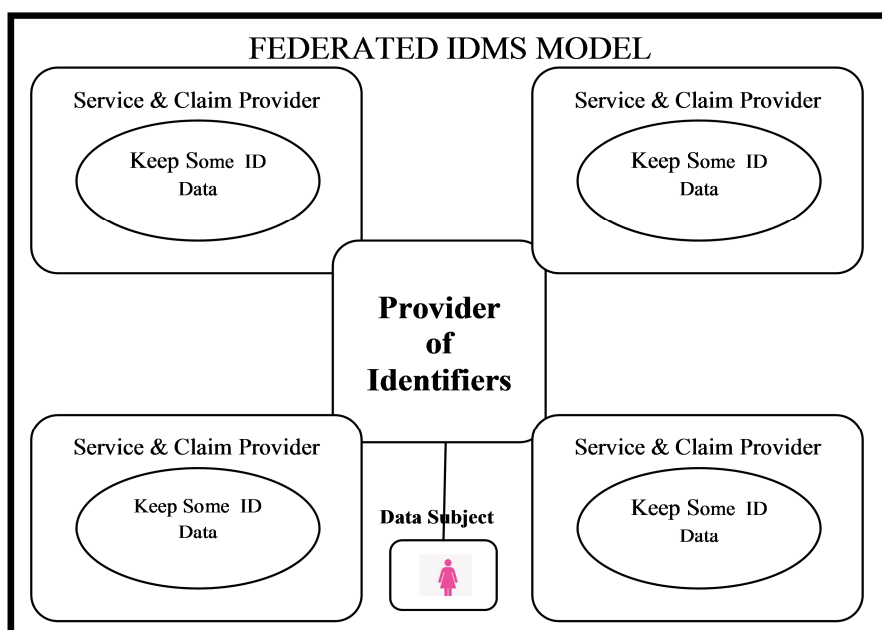 FEDERATED IDMS MODEL
Service & Claim Provider
Keep Some ID
Data
Service & Claim Provider
Keep Some ID
Data
Provider
of
Identifiers
Service & Claim Provider
Keep Some ID
Data
Data Subject
Service & Claim Provider
Keep Some ID
Data